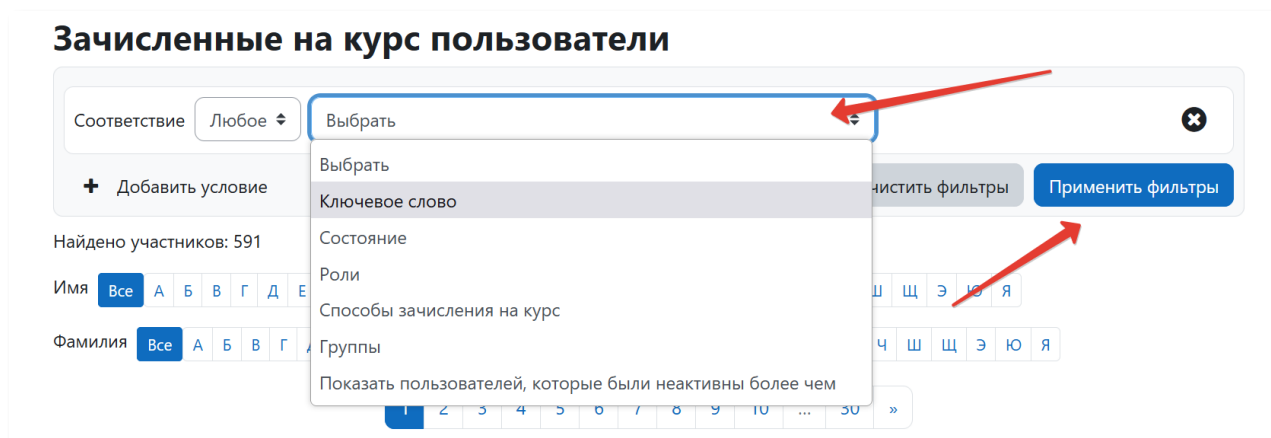 Зачисленные на курс пользователи
Соответствие Любое Выбрать
Выбрать
Ключевое слово
Состояние
Роли
Способы зачисления на курс
Группы
Показать пользователей, которые были неактивны более чем
Добавить условие фильтры Применить фильтры
Найдено участников: 591
Имя Все А Б В Г Д Е Щ Э Ю Я
Фамилия Все А Б В Г Ч Ш Щ Э Ю Я
1 2 3 4 5 6 7 8 9 10 ... 30 »